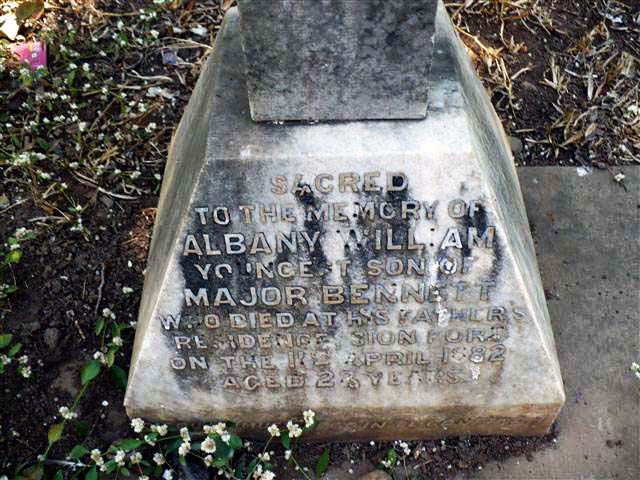 SACRED
TO THE MEMORY OF
ALBANY WILLIAM
YOUNGEST SON OF
MAJOR BENNETT
WHO DIED AT HIS FATHER'S
RESIDENCE, SION FORT
ON THE APRIL 1882
AGED YEARS